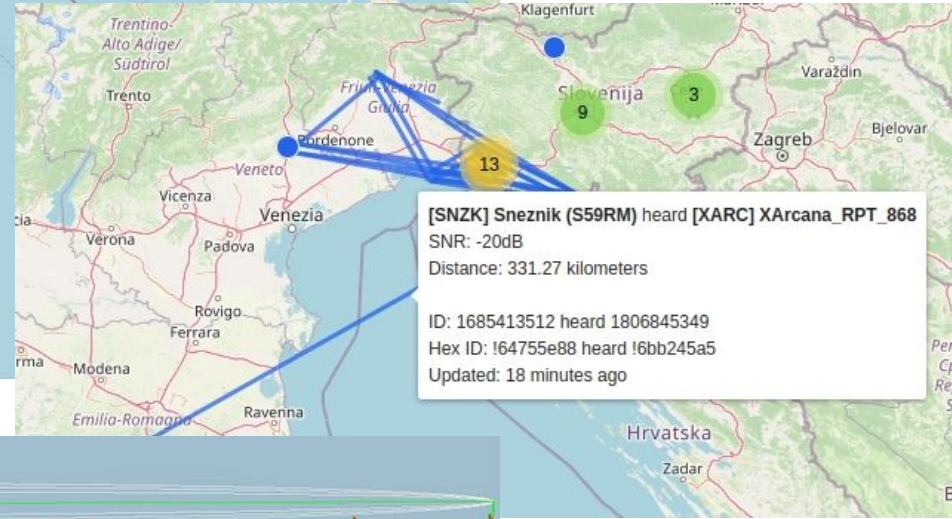 Klagenfurt
Trentino-
Alto Adige/
Südtirol
Varaždin
Trento
Friuli-Venezia
Giulia
Slovenija
9
3
Bjelovar
Pordenone
Zagreb
13
Veneto
Vicenza
Venezia
Verona
Padova
[SNZK] Sneznik (S59RM) heard [XARC] XArcana_RPT_868
SNR: -20dB
Distance: 331.27 kilometers
ID: 1685413512 heard 1806845349
Hex ID: !64755e88 heard !6bb245a5
Updated: 18 minutes ago
Rovigo
Ferrara
Modena
Emilia-Romagna
Ravenna
Hrvatska
Zadar